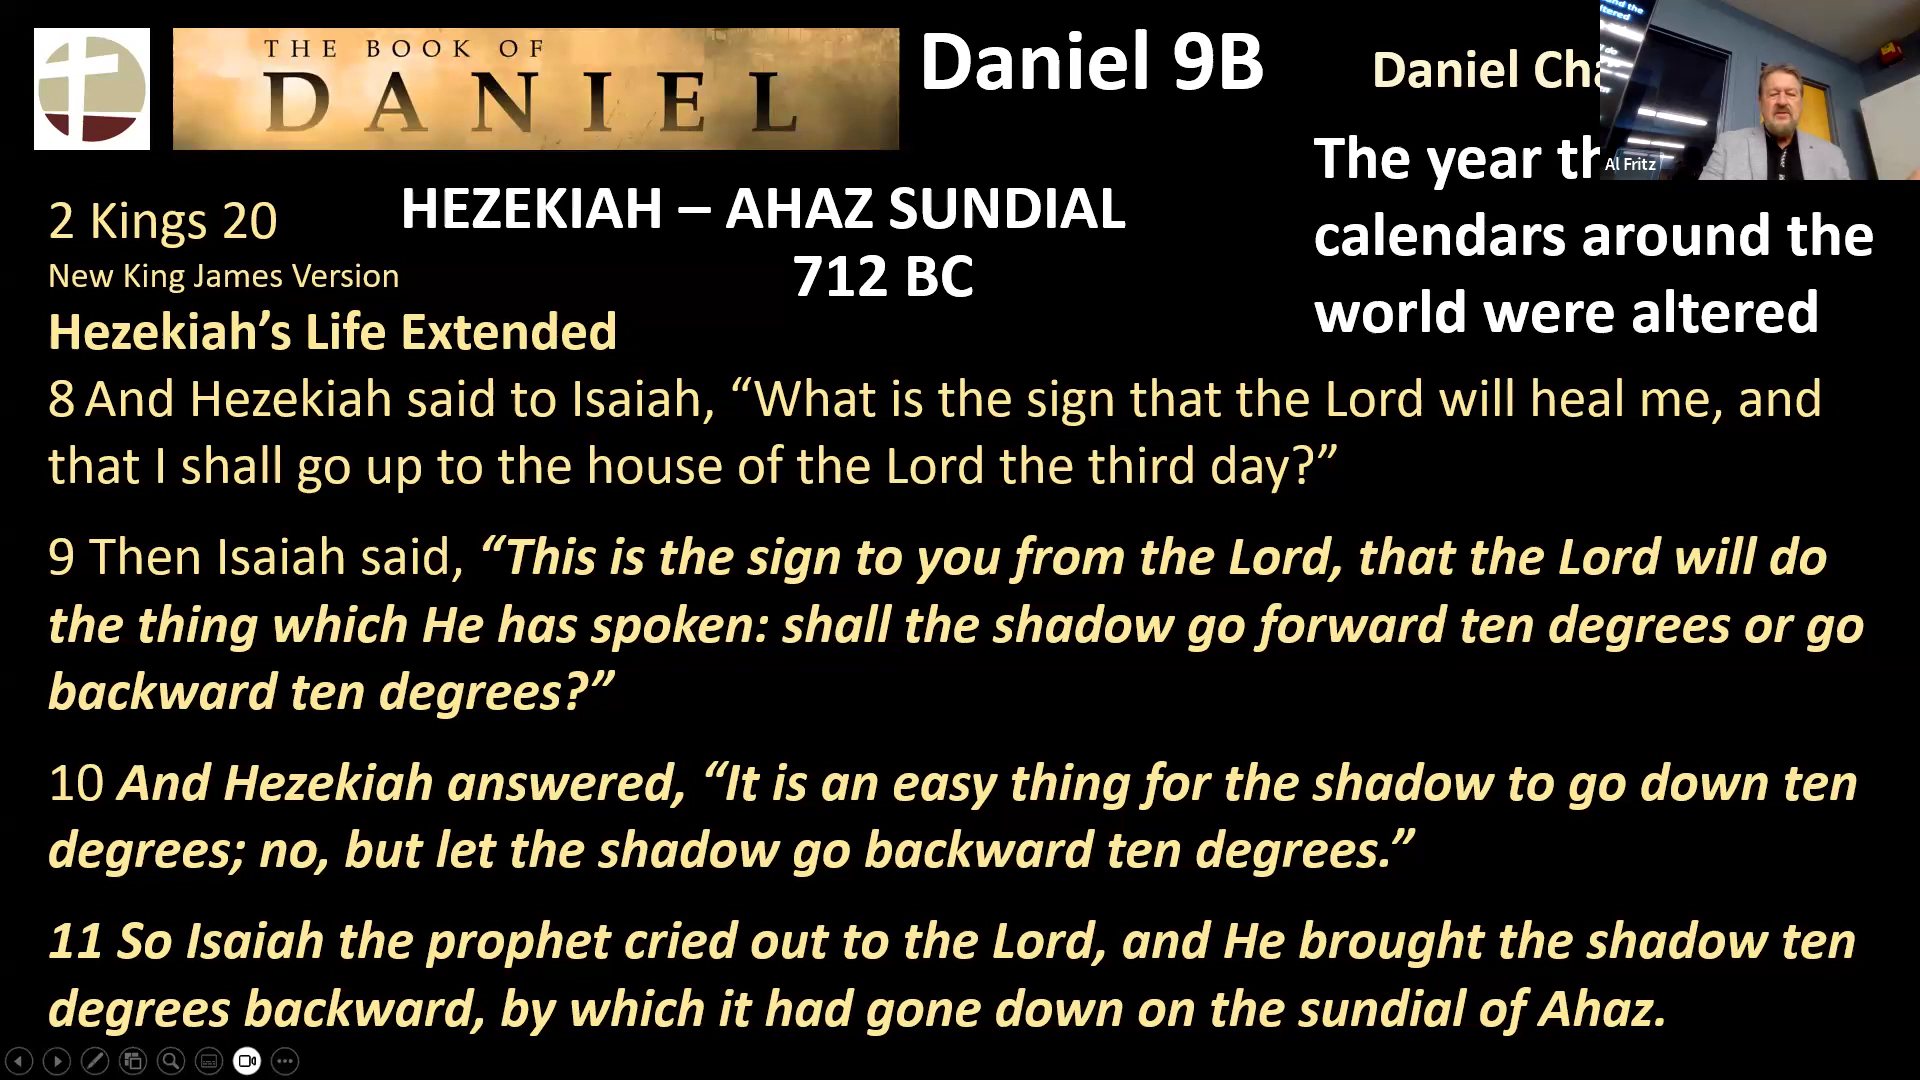 THE BOOK OF
DANIEL
Daniel 9B
Daniel
The year
calendars around the
world were altered
Al Fritz
2 Kings 20
New King James Version
HEZEKIAH – AHAZ SUNDIAL
712 BC
Hezekiah’s Life Extended
8 And Hezekiah said to Isaiah, “What is the sign that the Lord will heal me, and
that I shall go up to the house of the Lord the third day?”
9 Then Isaiah said, “This is the sign to you from the Lord, that the Lord will do
the thing which He has spoken: shall the shadow go forward ten degrees or go
backward ten degrees?”
10 And Hezekiah answered, “It is an easy thing for the shadow to go down ten
degrees; no, but let the shadow go backward ten degrees.”
11 So Isaiah the prophet cried out to the Lord, and He brought the shadow ten
degrees backward, by which it had gone down on the sundial of Ahaz.